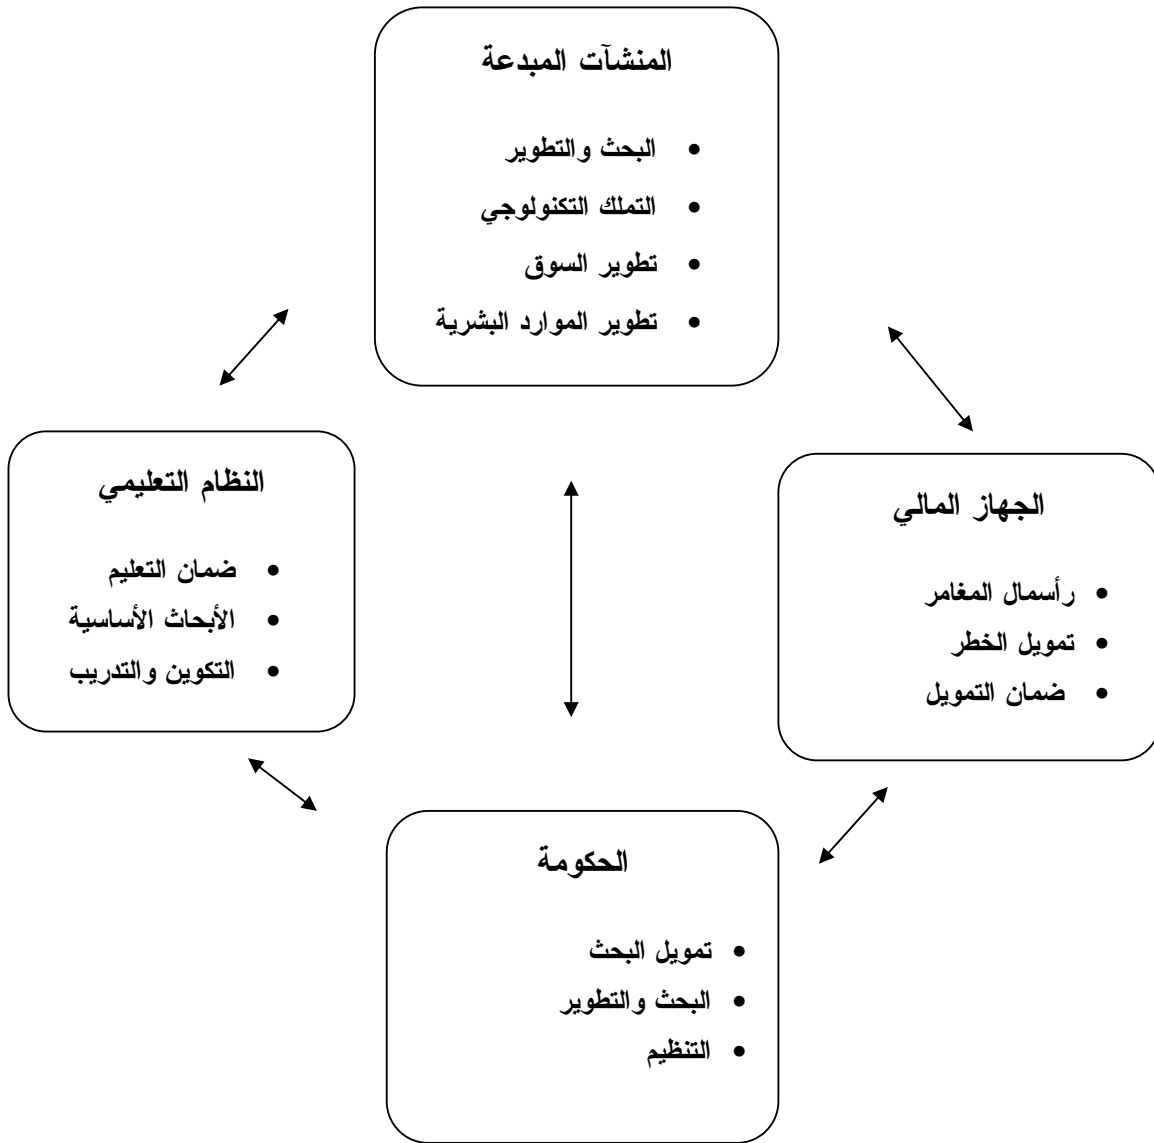 المنشآت المبدعة
• البحث والتطوير
• التملك التكنولوجي
• تطوير السوق
• تطوير الموارد البشرية
الجهاز المالي
• رأسمال المغامر
• تمويل الخطر
• ضمان التمويل
النظام التعليمي
• ضمان التعليم
• الأبحاث الأساسية
• التكوين والتدريب
الحكومة
• تمويل البحث
• البحث والتطوير
• التنظيم